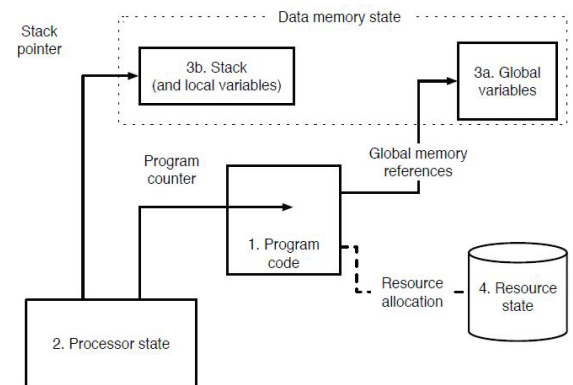 Data memory state
Stack
pointer
3b. Stack
(and local variables)
3a. Global
variables
Program
counter
Global memory
references
1. Program
code
Resource
allocation
4. Resource
state
2. Processor state